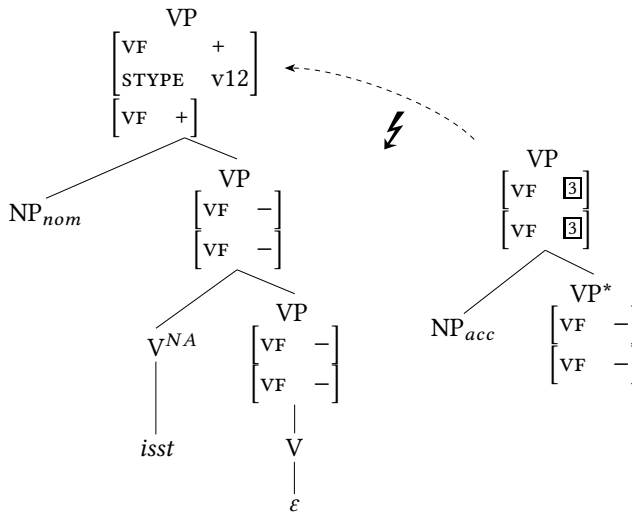 VP
[VF +
STYPE v12]
[VF +]
NP_nom
VP
[VF −]
[VF −]
V^NA
VP
[VF −]
[VF −]
isst
V
ε
VP
[VF 3]
[VF 3]
NP_acc
VP*
[VF −
[VF −